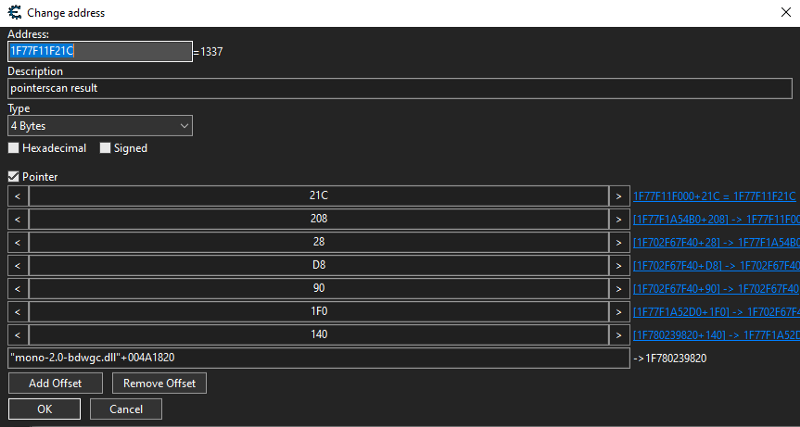 Change address
Address:
1F77F11F21C =1337
Description
pointerscan result
Type
4 Bytes
Hexadecimal Signed
Pointer
< 21C > 1F77F11F000+21C = 1F77F11F21C
< 208 > [1F77F1A54B0+208] -> 1F77F11F00
< 28 > [1F702F67F40+28] -> 1F77F1A54B0
< D8 > [1F702F67F40+D8] -> 1F702F67F40
< 90 > [1F702F67F40+90] -> 1F702F67F40
< 1F0 > [1F77F1A52D0+1F0] -> 1F702F67F4
< 140 > [1F780239820+140] -> 1F77F1A52D
"mono-2.0-bdwgc.dll"+004A1820 ->1F780239820
Add Offset Remove Offset
OK Cancel